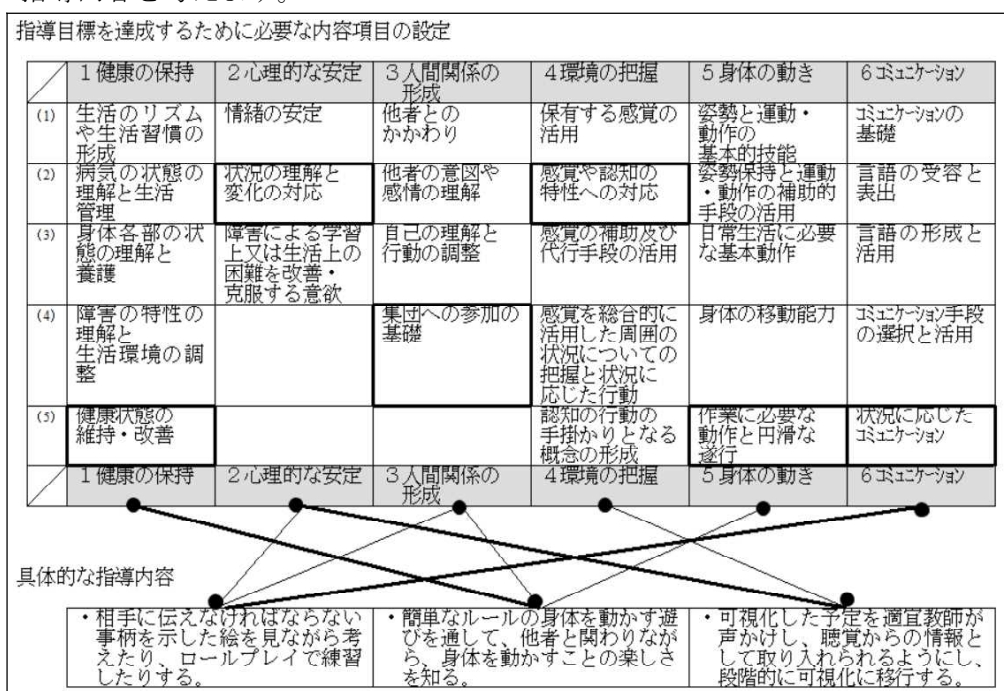 指導目標を達成するために必要な内容項目の設定
1健康の保持 2心理的な安定 3人間関係の 4環境の把握 5身体の動き 6コミュニケーション
形成
(1) 生活のリズム 情緒の安定 他者との 保有する感覚の 姿勢と運動・ コミュニケーションの
や生活習慣の かかわり 活用 動作の 基礎
形成 基本的技能
(2) 病気の状態の 状況の理解と 他者の意図や 感覚や認知の 姿勢保持と運動 言語の受容と
理解と生活 変化の対応 感情の理解 特性への対応 ・動作の補助的 表出
管理 手段の活用
(3) 身体各部の状 障害による学習 自己の理解と 感覚の補助及び 日常生活に必要 言語の形成と
態の理解と 上又は生活上の 行動の調整 代行手段の活用 な基本動作 活用
養護 困難を改善・
克服する意欲
(4) 障害の特性の 集団への参加の 感覚を総合的に 身体の移動能力 コミュニケーション手段
理解と 基礎 活用した周囲の の選択と活用
生活環境の調 状況についての
整 把握と状況に
応じた行動
(5) 健康状態の 認知の行動の 作業に必要な 状況に応じた
維持・改善 手掛かりとなる 動作と円滑な コミュニケーション
概念の形成 遂行
1健康の保持 2心理的な安定 3人間関係の 4環境の把握 5身体の動き 6コミュニケーション
形成
具体的な指導内容
・相手に伝えなければならない
事柄を示した絵を見ながら考
えたり、ロールプレイで練習
したりする。
・簡単なルールの身体を動かす遊
びを通して、他者と関わりなが
ら、身体を動かすことの楽しさ
を知る。
・可視化した予定を適宜教師が
声かけし、聴覚からの情報と
して取り入れられるようにし、
段階的に可視化に移行する。